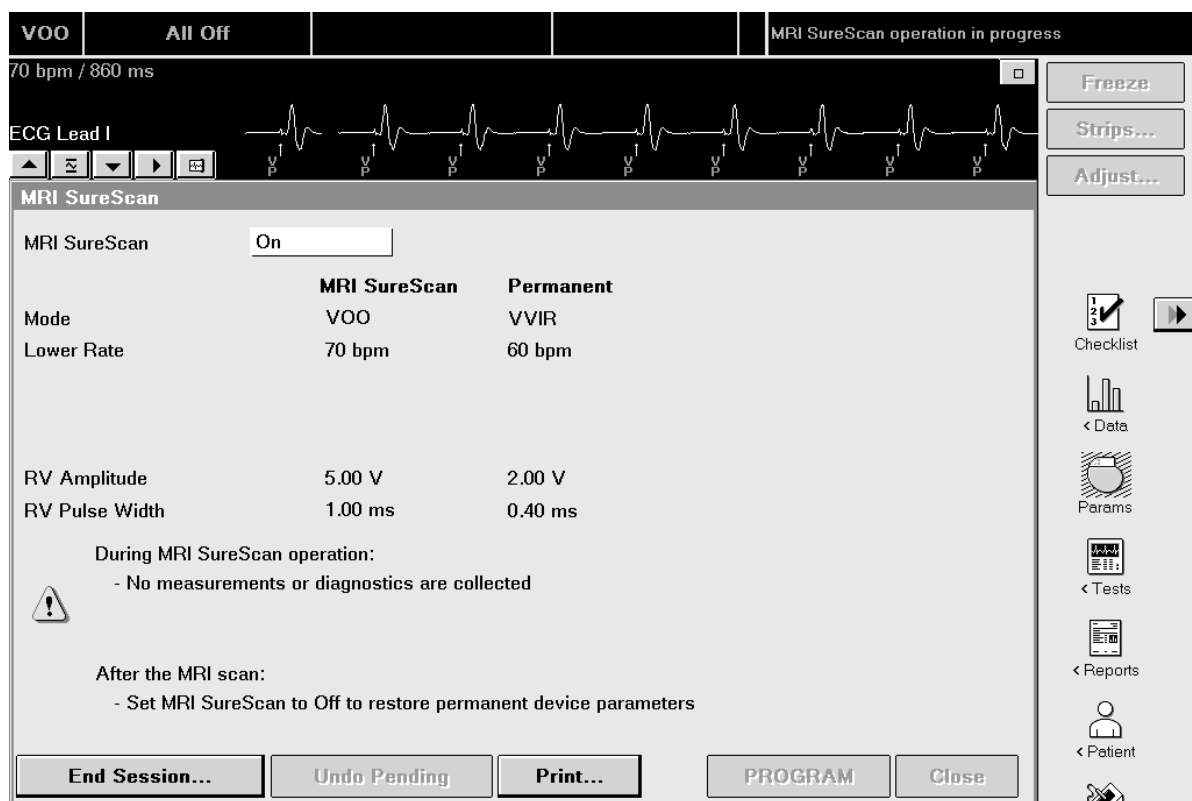 VOO All Off MRI SureScan operation in progress
70 bpm / 860 ms
Freeze
ECG Lead I
Strips...
V P V P V P V P V P V P V P V P V P
Adjust...
MRI SureScan
MRI SureScan On
MRI SureScan Permanent
Mode VOO VVIR
Lower Rate 70 bpm 60 bpm
RV Amplitude 5.00 V 2.00 V
RV Pulse Width 1.00 ms 0.40 ms
During MRI SureScan operation:
- No measurements or diagnostics are collected
After the MRI scan:
- Set MRI SureScan to Off to restore permanent device parameters
End Session... Undo Pending Print... PROGRAM Close
1
2
3
Checklist
< Data
Params
< Tests
< Reports
< Patient